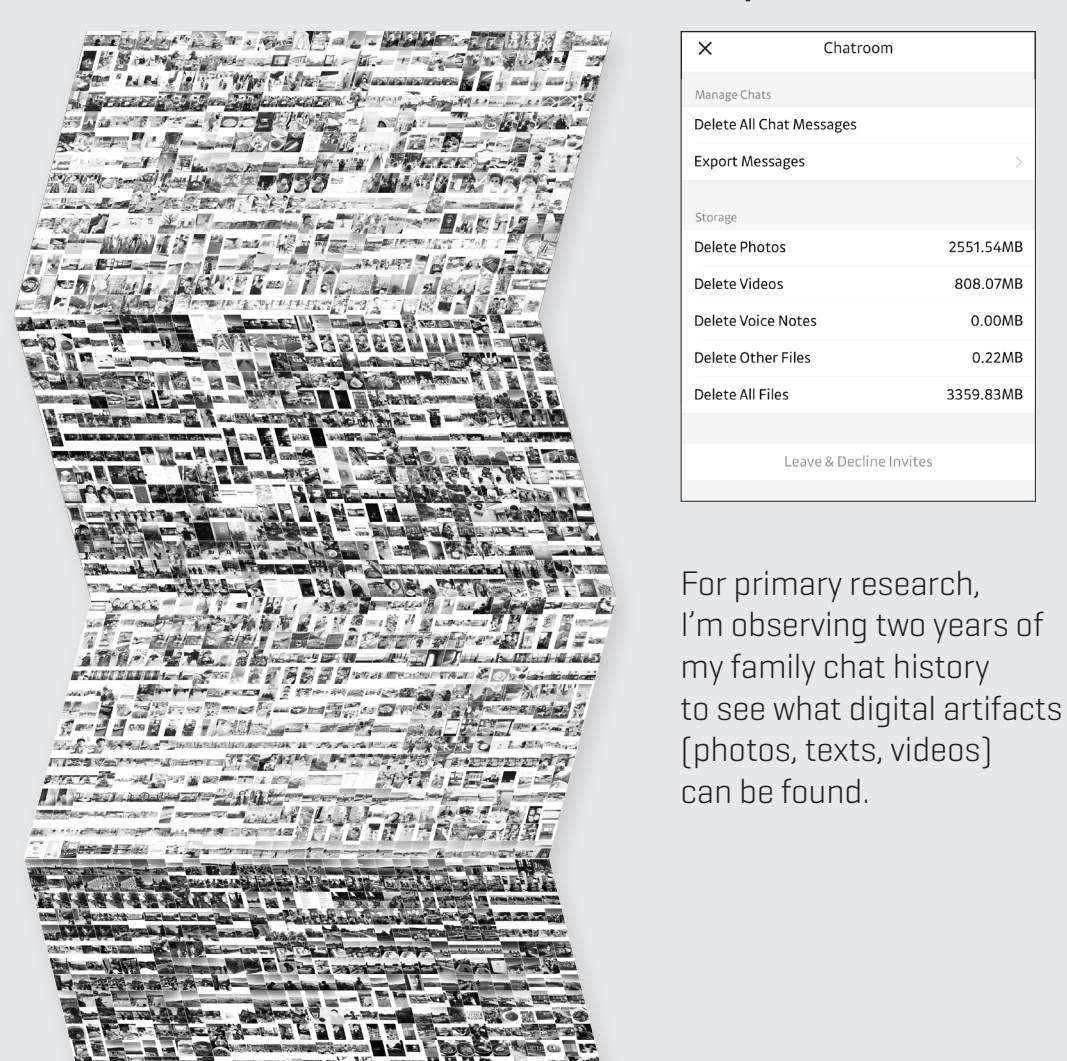 Chatroom
Manage Chats
Delete All Chat Messages
Export Messages
Storage
Delete Photos 2551.54MB
Delete Videos 808.07MB
Delete Voice Notes 0.00MB
Delete Other Files 0.22MB
Delete All Files 3359.83MB
Leave & Decline Invites
For primary research,
I'm observing two years of
my family chat history
to see what digital artifacts
(photos, texts, videos)
can be found.